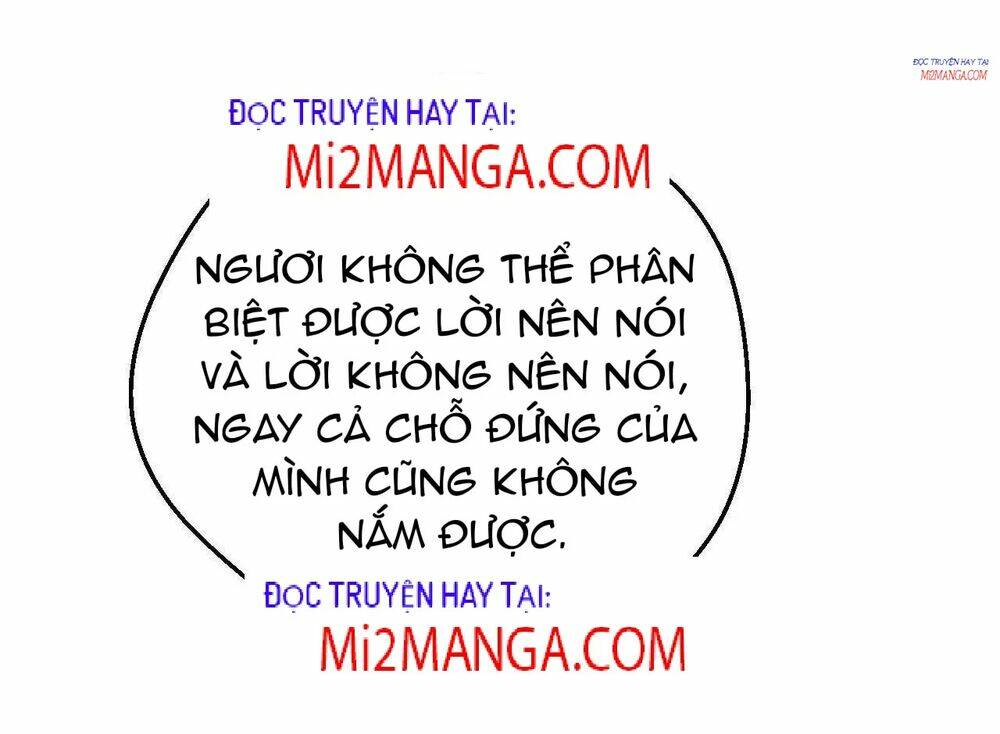 ĐỌC TRUYỆN HAY TẠI
MI2MANGA.COM
ĐỌC TRUYỆN HAY TẠI:
Mi2MANGA.COM
NGƯƠI KHÔNG THỂ PHÂN
BIỆT ĐƯỢC LỜI NÊN NÓI
VÀ LỜI KHÔNG NÊN NÓI,
NGAY CẢ CHỖ ĐỨNG CỦA
MÌNH CŨNG KHÔNG
NẮM ĐƯỢC.
ĐỌC TRUYỆN HAY TẠI:
Mi2MANGA.COM